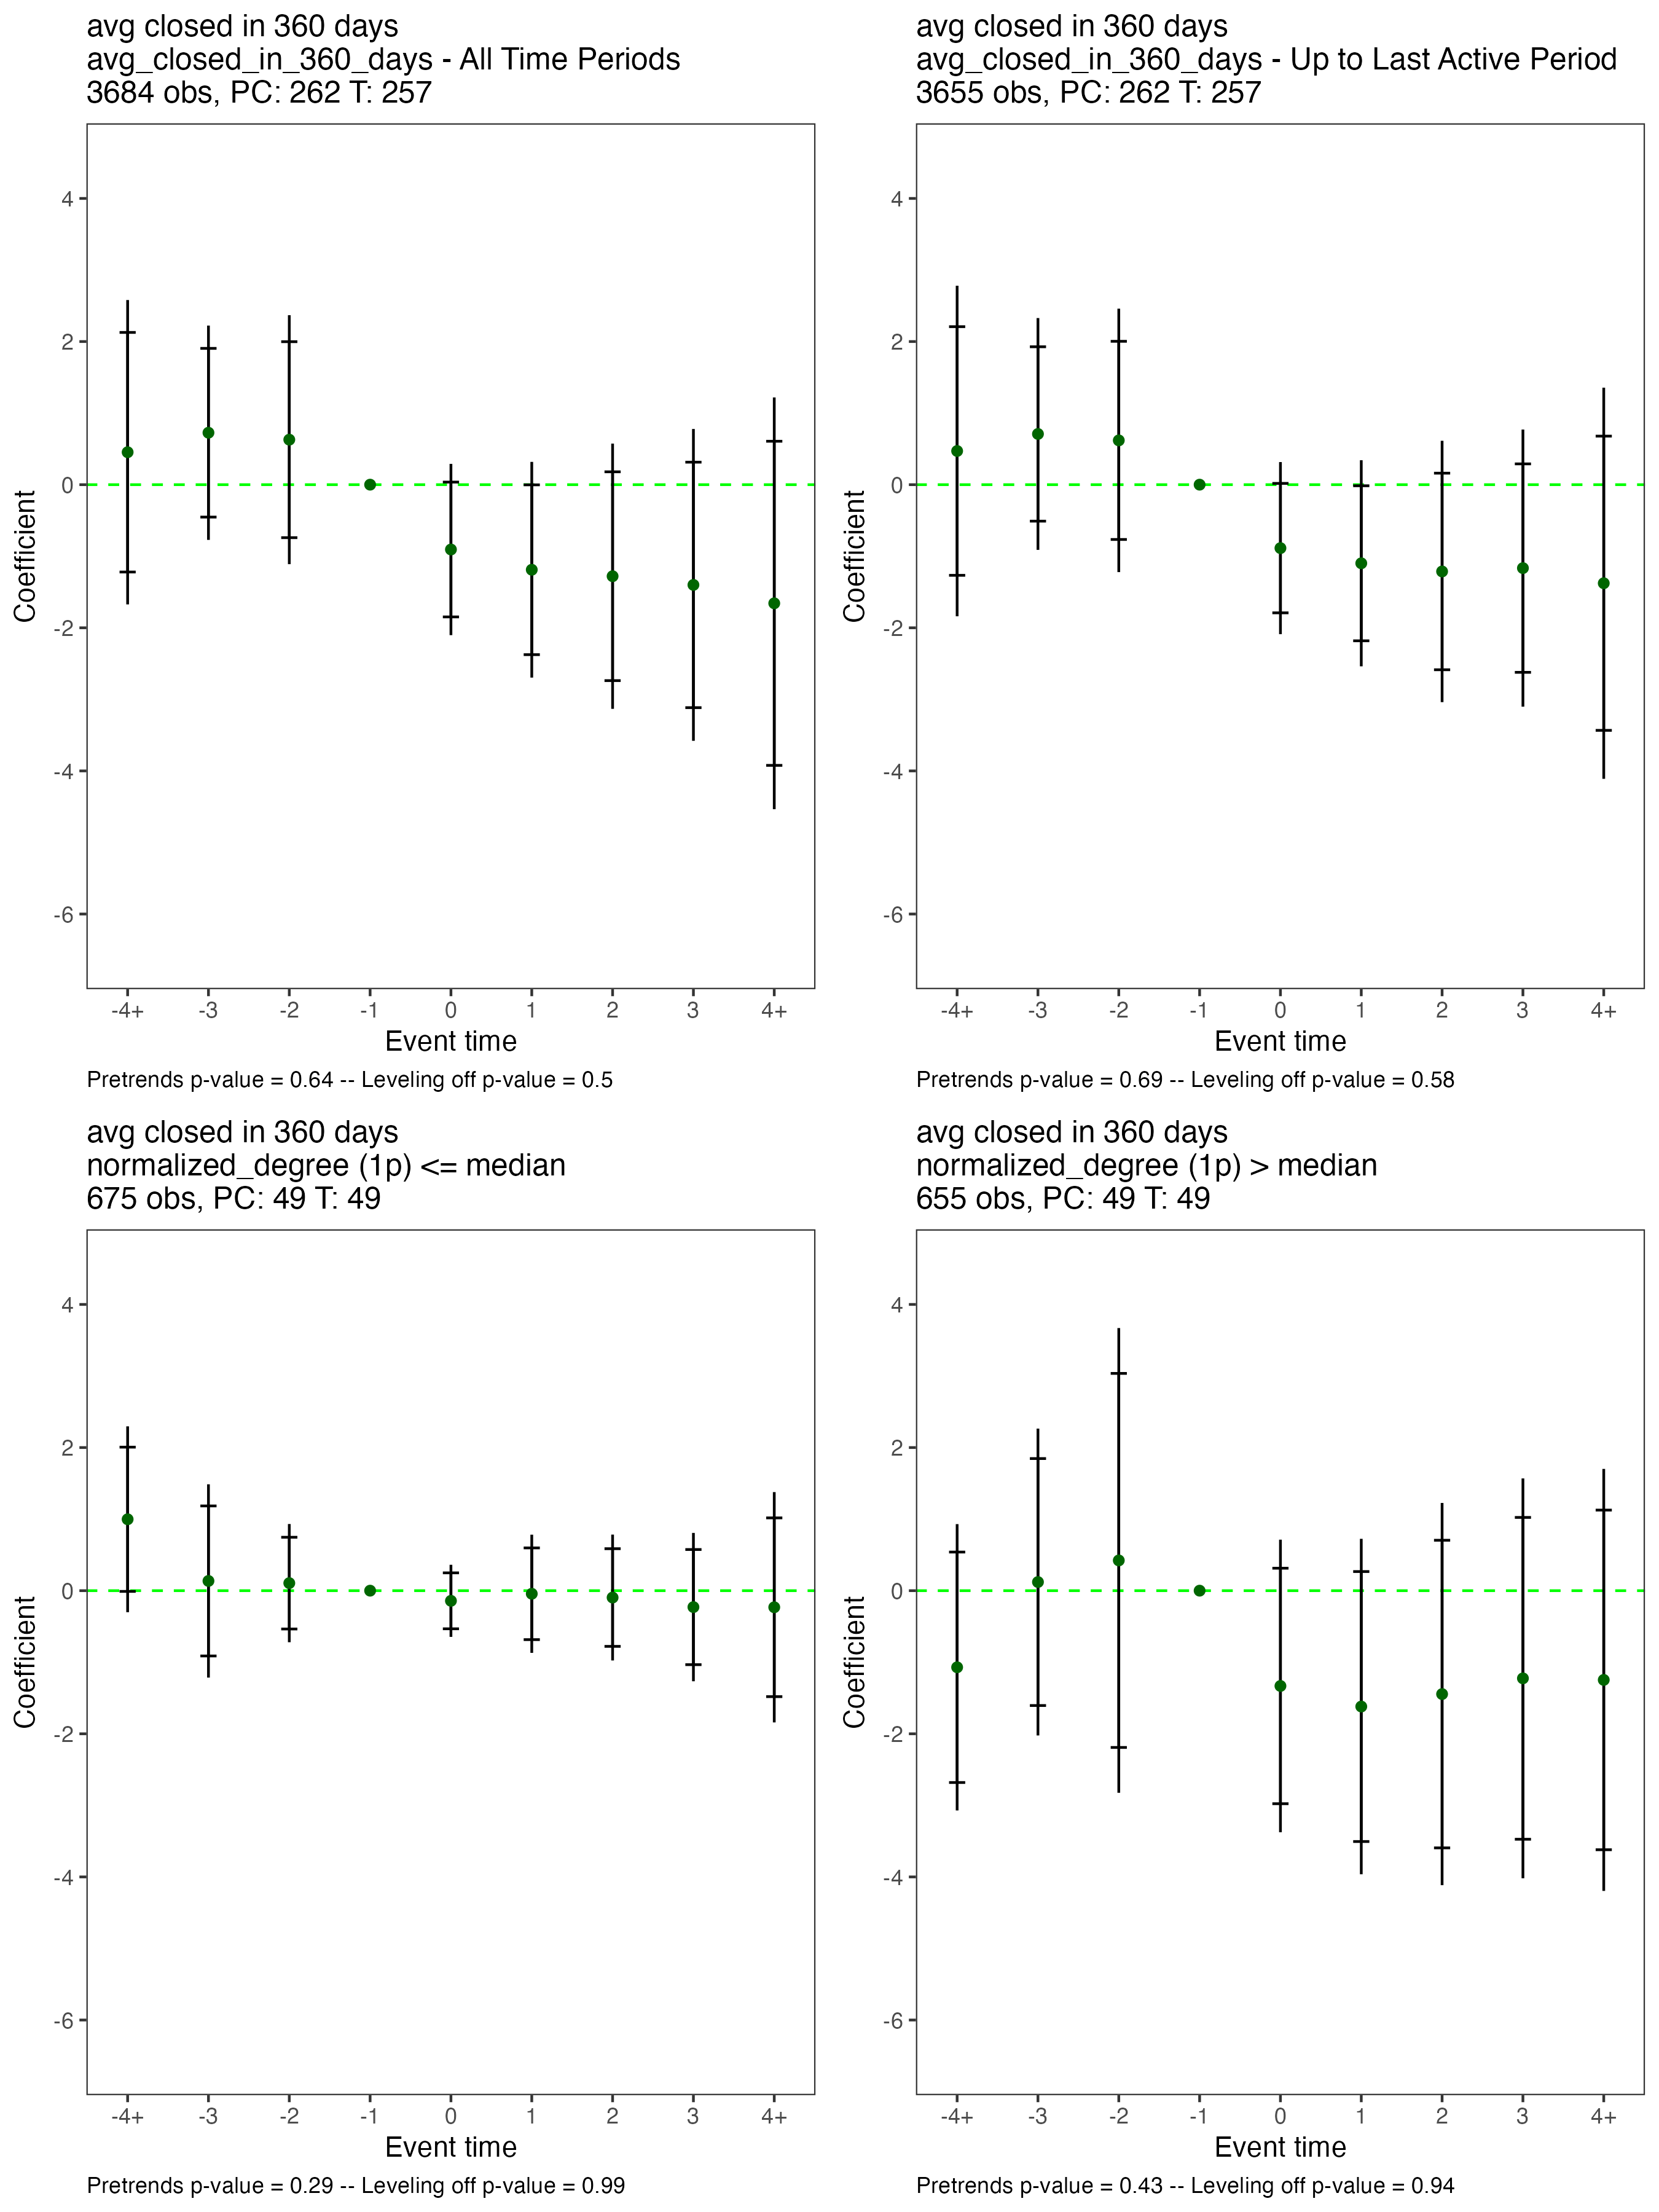 avg closed in 360 days
avg_closed_in_360_days - All Time Periods
3684 obs, PC: 262 T: 257
4
2
0
-2
-4
-6
Coefficient
-4+ -3 -2 -1 0 1 2 3 4+
Event time
Pretrends p-value = 0.64 -- Leveling off p-value = 0.5
avg closed in 360 days
avg_closed_in_360_days - Up to Last Active Period
3655 obs, PC: 262 T: 257
4
2
0
-2
-4
-6
Coefficient
-4+ -3 -2 -1 0 1 2 3 4+
Event time
Pretrends p-value = 0.69 -- Leveling off p-value = 0.58
avg closed in 360 days
normalized_degree (1p) <= median
675 obs, PC: 49 T: 49
4
2
0
-2
-4
-6
Coefficient
-4+ -3 -2 -1 0 1 2 3 4+
Event time
Pretrends p-value = 0.29 -- Leveling off p-value = 0.99
avg closed in 360 days
normalized_degree (1p) > median
655 obs, PC: 49 T: 49
4
2
0
-2
-4
-6
Coefficient
-4+ -3 -2 -1 0 1 2 3 4+
Event time
Pretrends p-value = 0.43 -- Leveling off p-value = 0.94